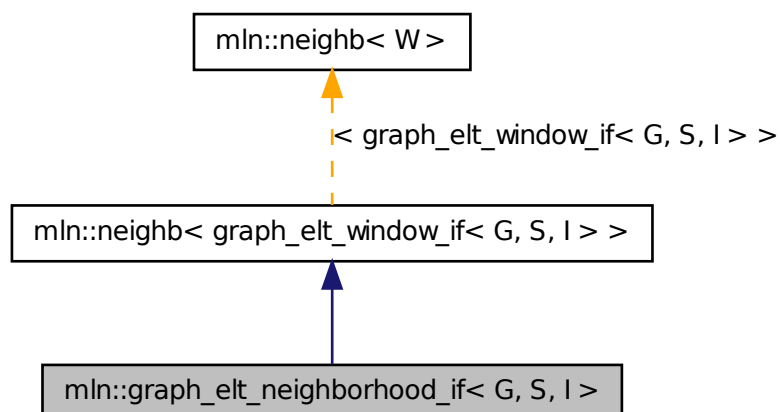 mln::neighb< W >
< graph_elt_window_if< G, S, I > >
mln::neighb< graph_elt_window_if< G, S, I > >
mln::graph_elt_neighborhood_if< G, S, I >